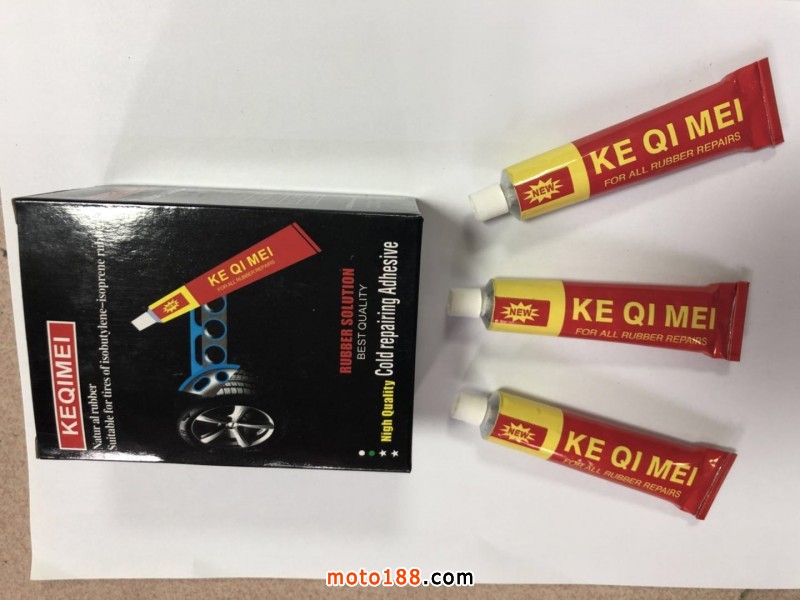 KEQIMEI
Natur al rubber
Suitable for tires of isobutylene-isoprene rubber
KE QI MEI
FOR ALL RUBBER REPAIRS
RUBBER SOLUTION
BEST QUALITY
Nigh Quality Cold repairing Adhesive
NEW
KE QI MEI
FOR ALL RUBBER REPAIRS
NEW
KE QI MEI
FOR ALL RUBBER REPAIRS
NEW
KE QI MEI
FOR ALL RUBBER REPAIRS
moto188.com